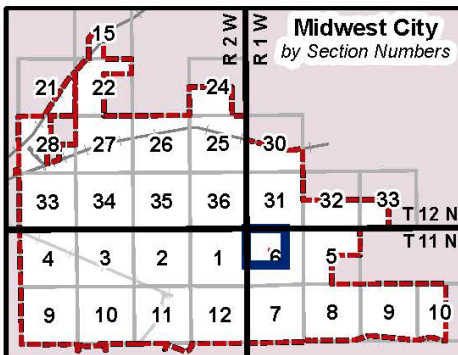 Midwest City
by Section Numbers
R 2 W
R 1 W
15
21 22 24
28 27 26 25 30
33 34 35 36 31 32 33
T 12 N
T 11 N
4 3 2 1 6 5
9 10 11 12 7 8 9 10